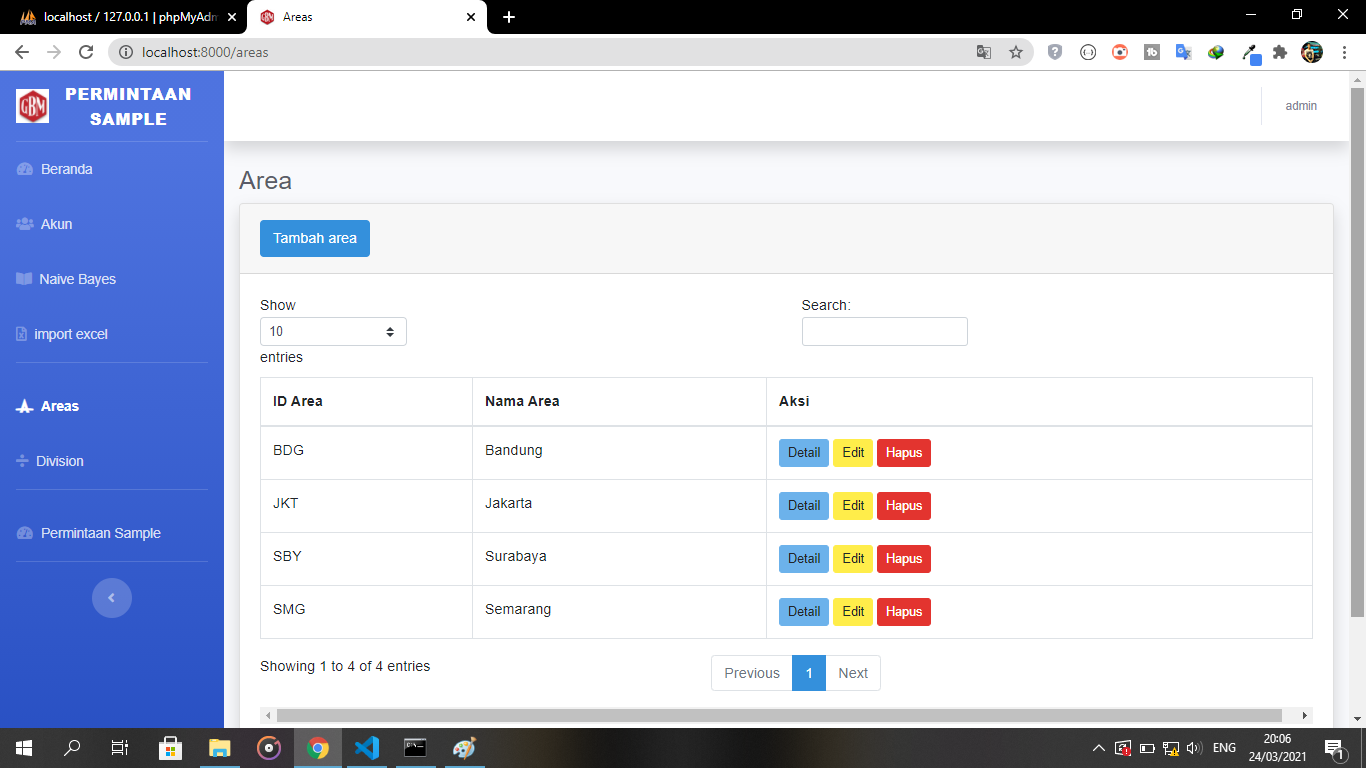 localhost / 127.0.0.1 | phpMyAdm
Areas
localhost:8000/areas
GBM
PERMINTAAN
SAMPLE
admin
Beranda
Akun
Naive Bayes
import excel
Areas
Division
Permintaan Sample
Area
Tambah area
Show
10
entries
Search:
ID Area Nama Area Aksi
BDG Bandung Detail Edit Hapus
JKT Jakarta Detail Edit Hapus
SBY Surabaya Detail Edit Hapus
SMG Semarang Detail Edit Hapus
Showing 1 to 4 of 4 entries
Previous 1 Next
ENG
20:06
24/03/2021
1